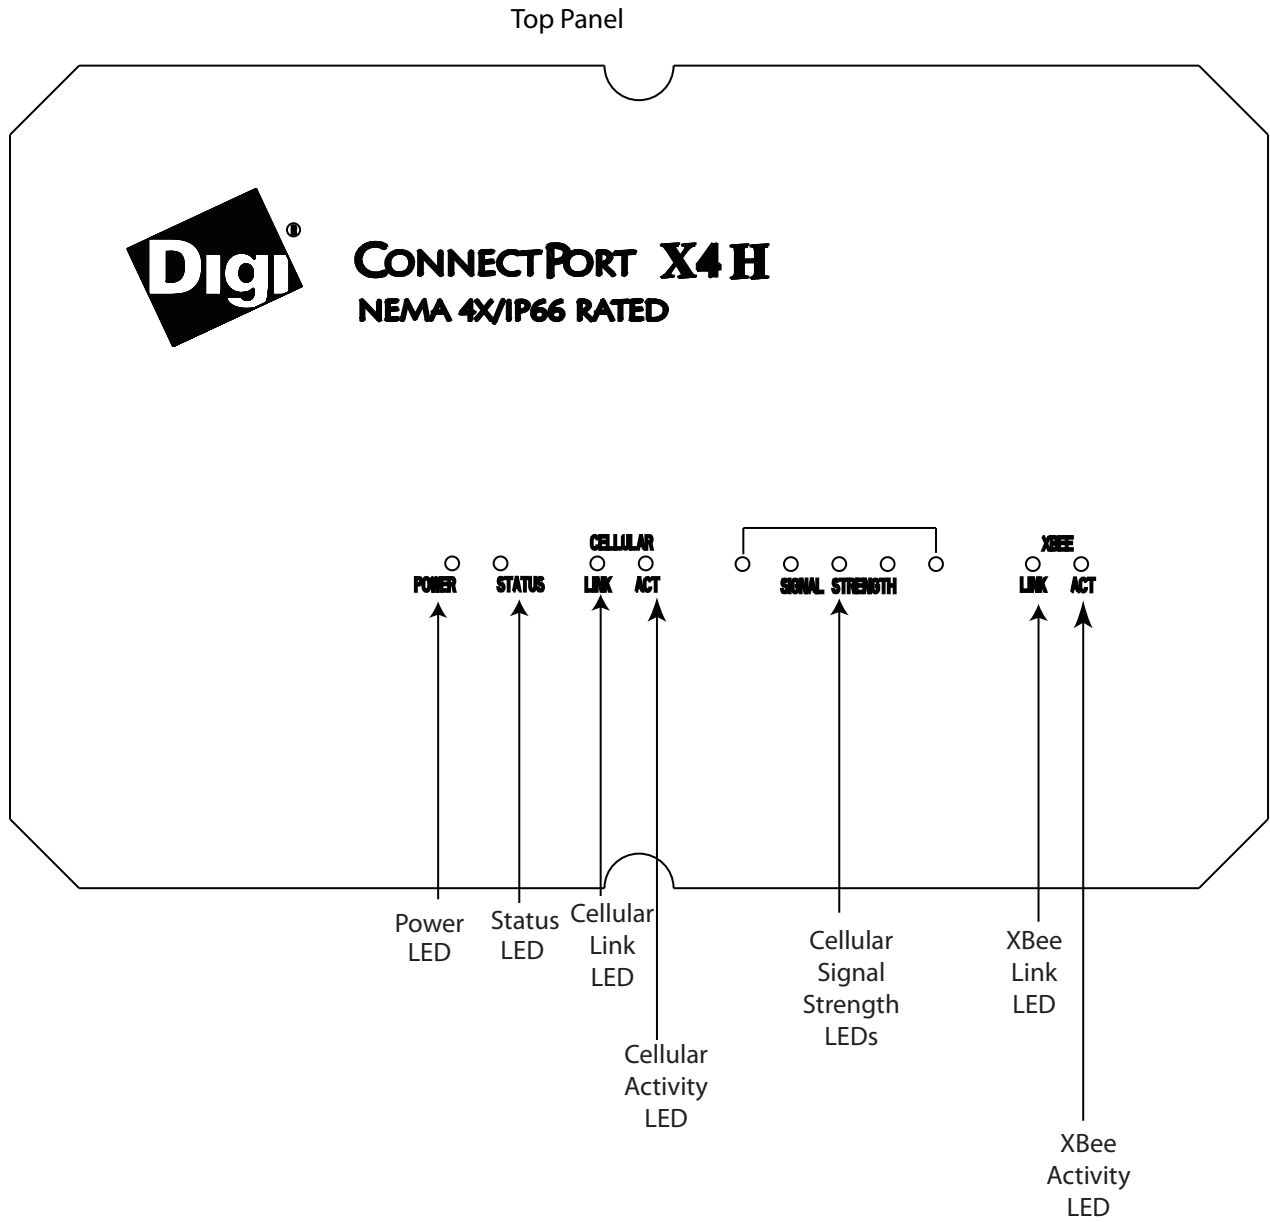 Top Panel
Digi®
CONNECTPORT X4 H
NEMA 4X/IP66 RATED
CELLULAR
XBEE
POWER
STATUS
LINK
ACT
SIGNAL STRENGTH
LINK
ACT
Power
LED
Status
LED
Cellular
Link
LED
Cellular
Activity
LED
Cellular
Signal
Strength
LEDs
XBee
Link
LED
XBee
Activity
LED